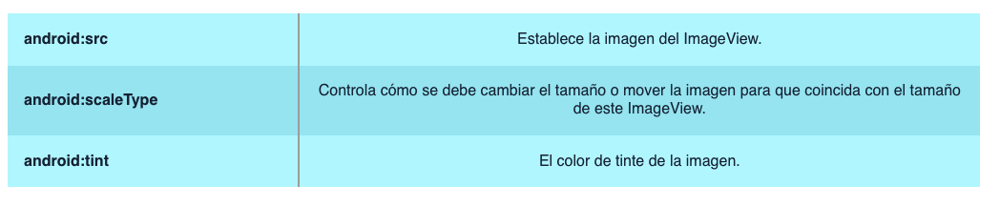 android:src
Establece la imagen del ImageView.
android:scaleType
Controla cómo se debe cambiar el tamaño o mover la imagen para que coincida con el tamaño
de este ImageView.
android:tint
El color de tinte de la imagen.